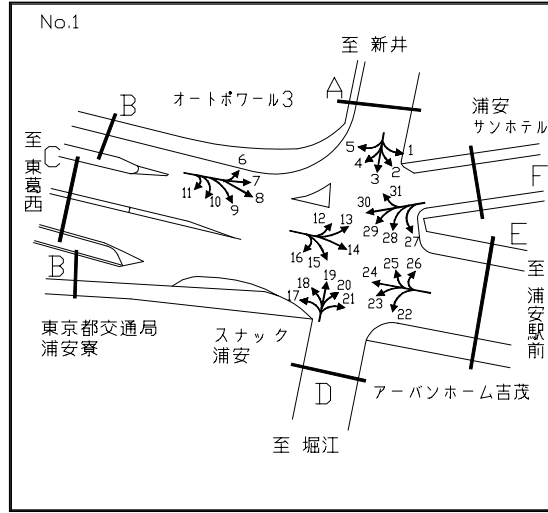 No.1
至 新井
A
オートポワール3
B
浦安
サンホテル
至 東葛西
C
F
1
2
3
4
5
6
7
8
9
10
11
12
13
14
15
16
17
18
19
20
21
22
23
24
25
26
27
28
29
30
31
E
至 浦安駅前
B
東京都交通局
浦安寮
スナック
浦安
D
アーバンホーム吉茂
至 堀江